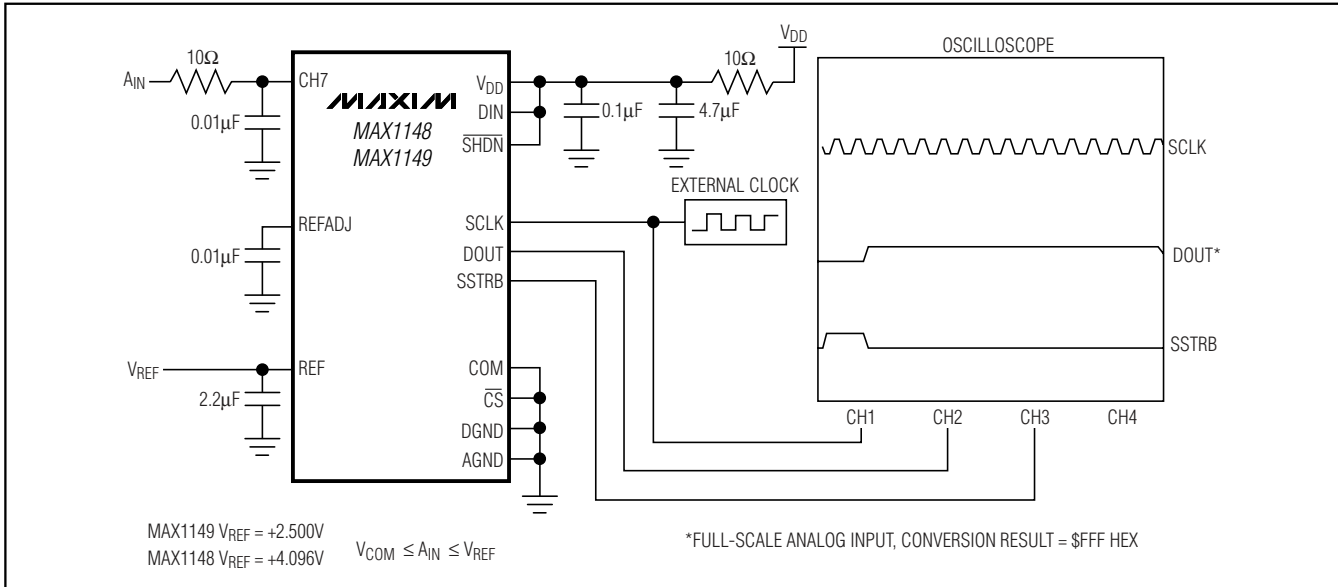 A_IN
10Ω
0.01µF
0.01µF
V_REF
2.2µF
CH7
REFADJ
REF
MAXIM
MAX1148
MAX1149
V_DD
DIN
S̅H̅D̅N̅
SCLK
DOUT
SSTRB
COM
C̅S̅
DGND
AGND
0.1µF
4.7µF
10Ω
V_DD
EXTERNAL CLOCK
OSCILLOSCOPE
SCLK
DOUT*
SSTRB
CH1 CH2 CH3 CH4
MAX1149 V_REF = +2.500V
MAX1148 V_REF = +4.096V
V_COM ≤ A_IN ≤ V_REF
*FULL-SCALE ANALOG INPUT, CONVERSION RESULT = $FFF HEX